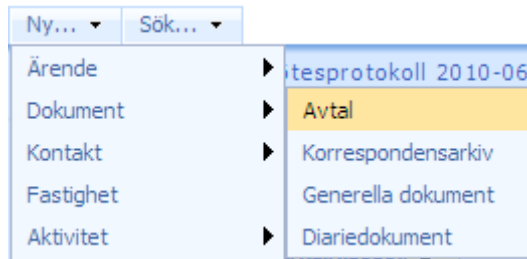 Ny... Sök...
Ärende
tesprotokoll 2010-06
Dokument
Avtal
Kontakt
Korrespondensarkiv
Fastighet
Generella dokument
Aktivitet
Diariedokument